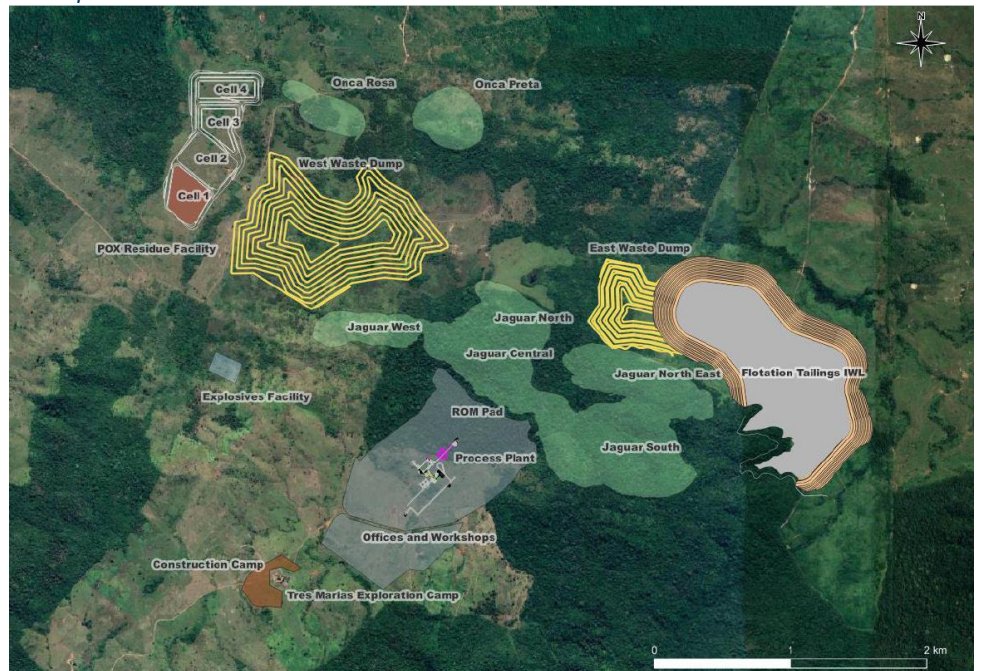 N
Onca Rosa
Onca Preta
Cell 4
Cell 3
Cell 2
Cell 1
West Waste Dump
POX Residue Facility
East Waste Dump
Jaguar West
Jaguar North
Jaguar Central
Jaguar North East
Flotation Tailings IWL
Explosives Facility
ROM Pad
Jaguar South
Process Plant
Offices and Workshops
Construction Camp
Tres Marias Exploration Camp
0 1 2 km